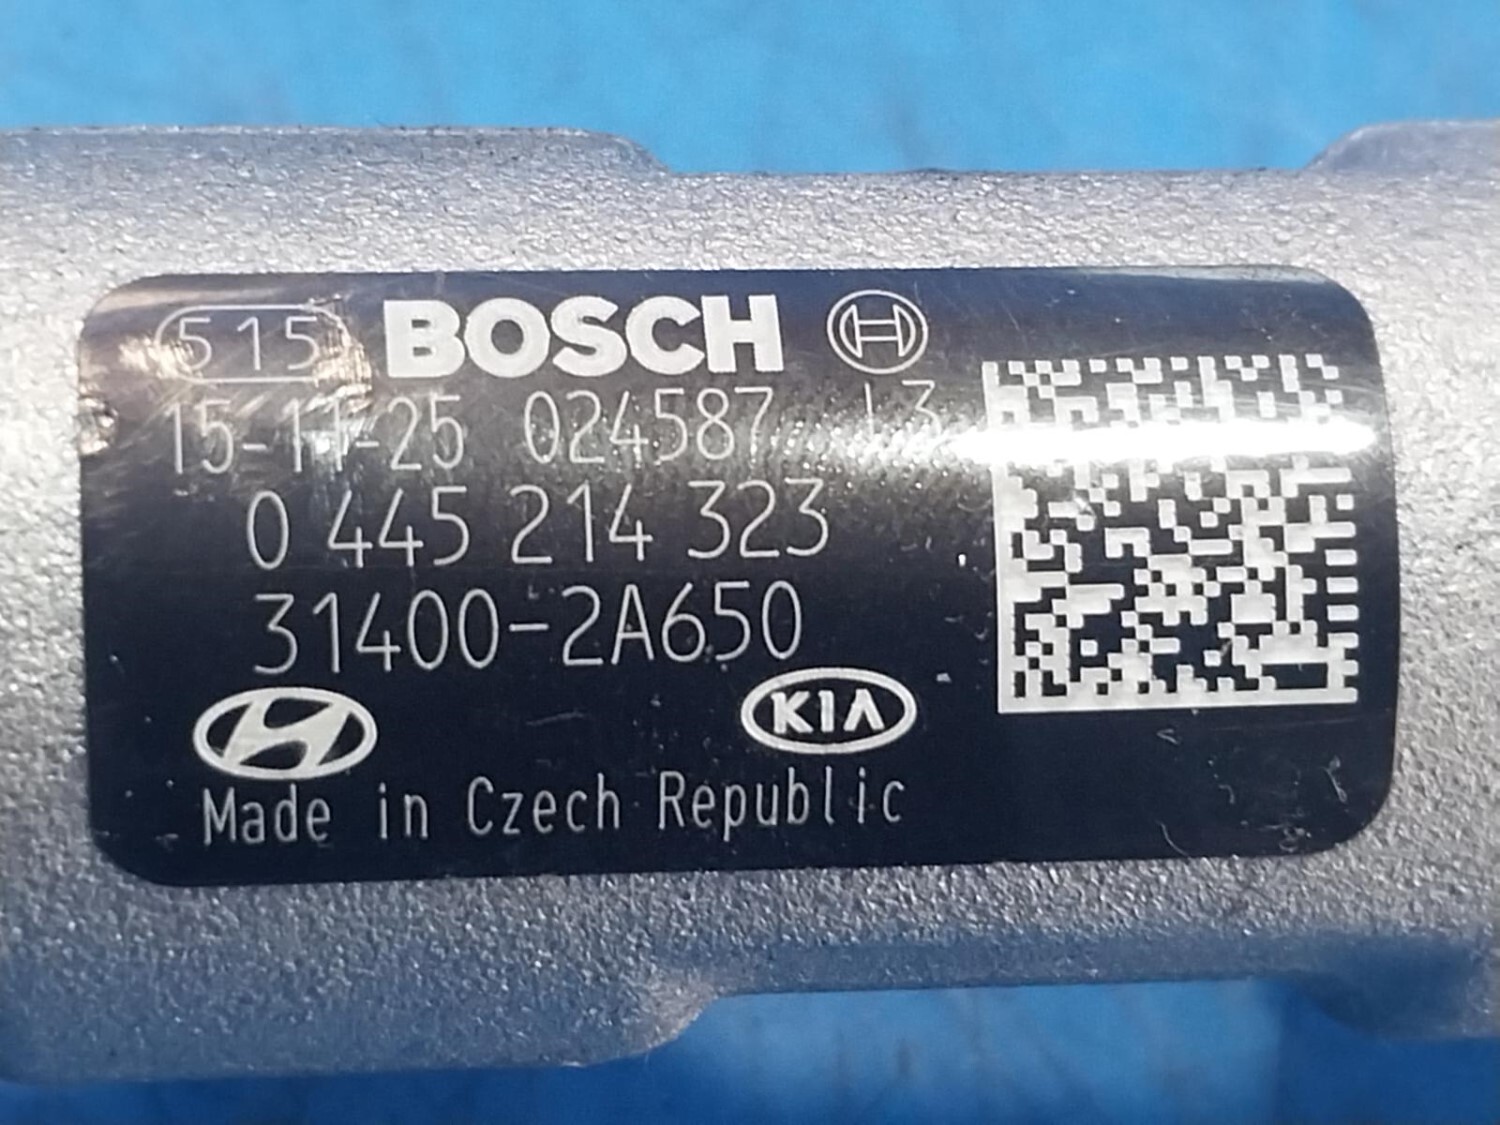 515 BOSCH
15-11-25 024587 L3
0 445 214 323
31400-2A650
KIA
Made in Czech Republic